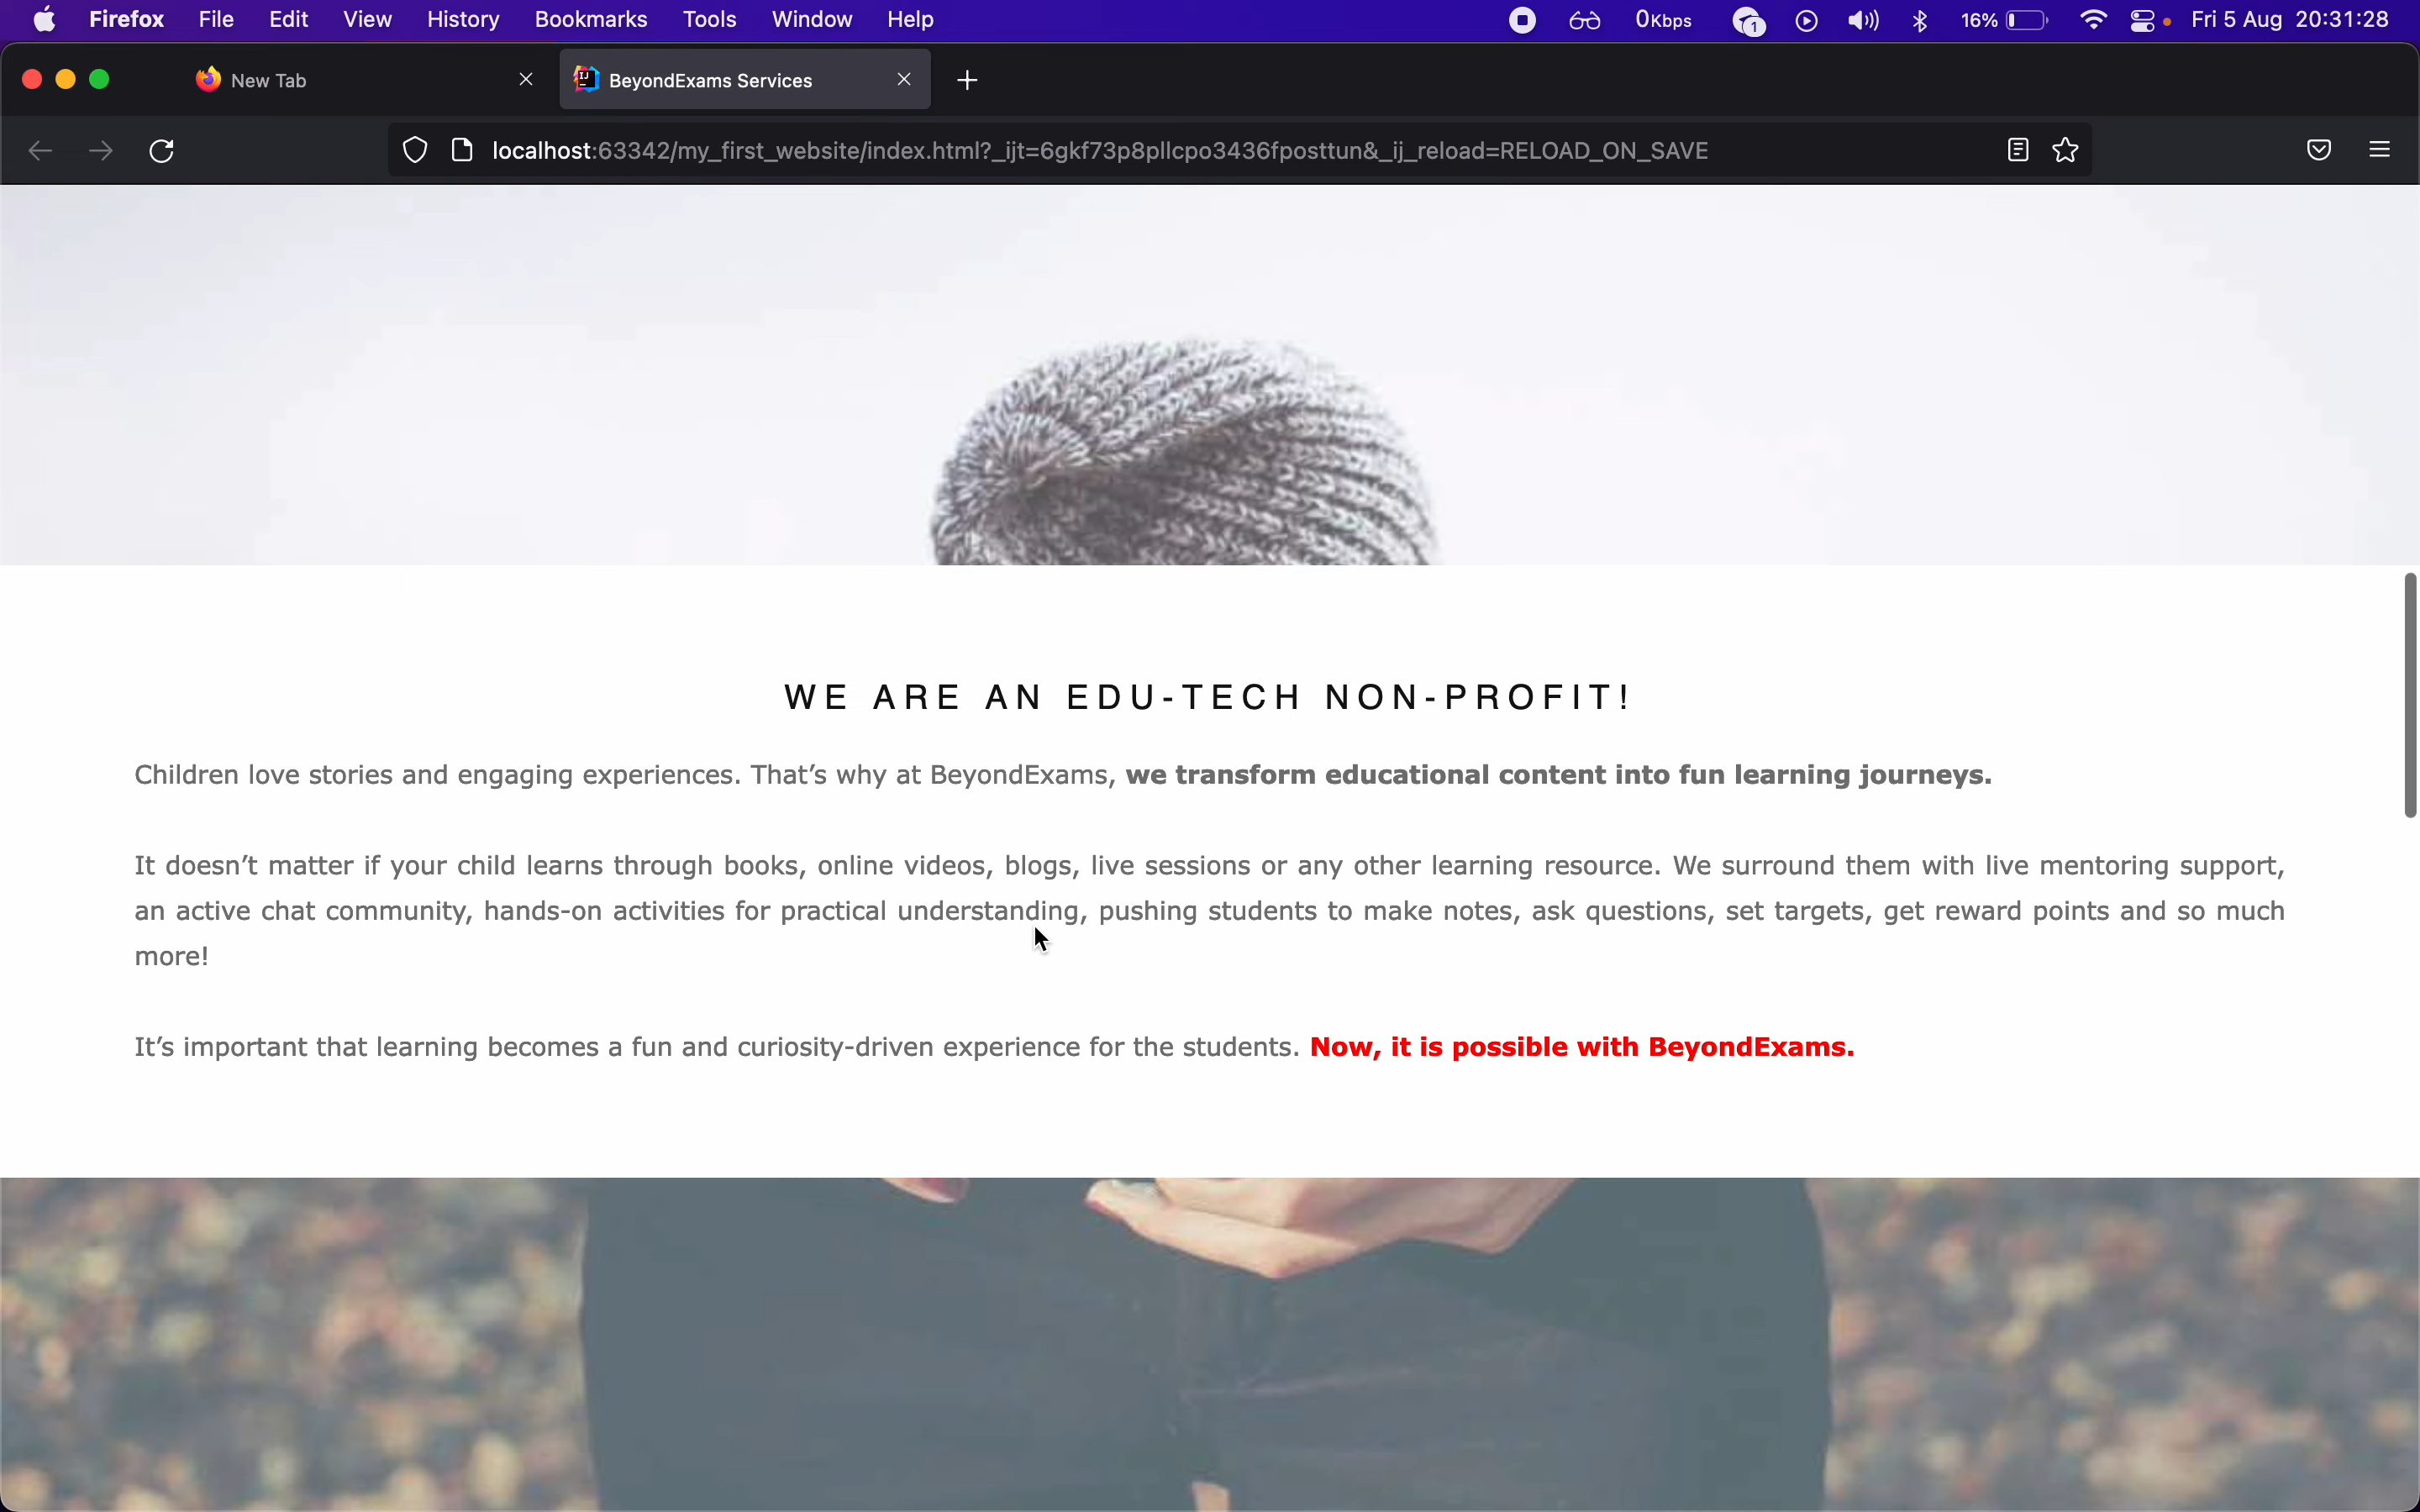 Firefox File Edit View History Bookmarks Tools Window Help 0Kbps 1 16% Fri 5 Aug 20:31:28
New Tab BeyondExams Services
localhost:63342/my_first_website/index.html?_ijt=6gkf73p8pllcpo3436fposttun&_ij_reload=RELOAD_ON_SAVE
WE ARE AN EDU-TECH NON-PROFIT!
Children love stories and engaging experiences. That’s why at BeyondExams, we transform educational content into fun learning journeys.
It doesn’t matter if your child learns through books, online videos, blogs, live sessions or any other learning resource. We surround them with live mentoring support,
an active chat community, hands-on activities for practical understanding, pushing students to make notes, ask questions, set targets, get reward points and so much
more!
It’s important that learning becomes a fun and curiosity-driven experience for the students. Now, it is possible with BeyondExams.